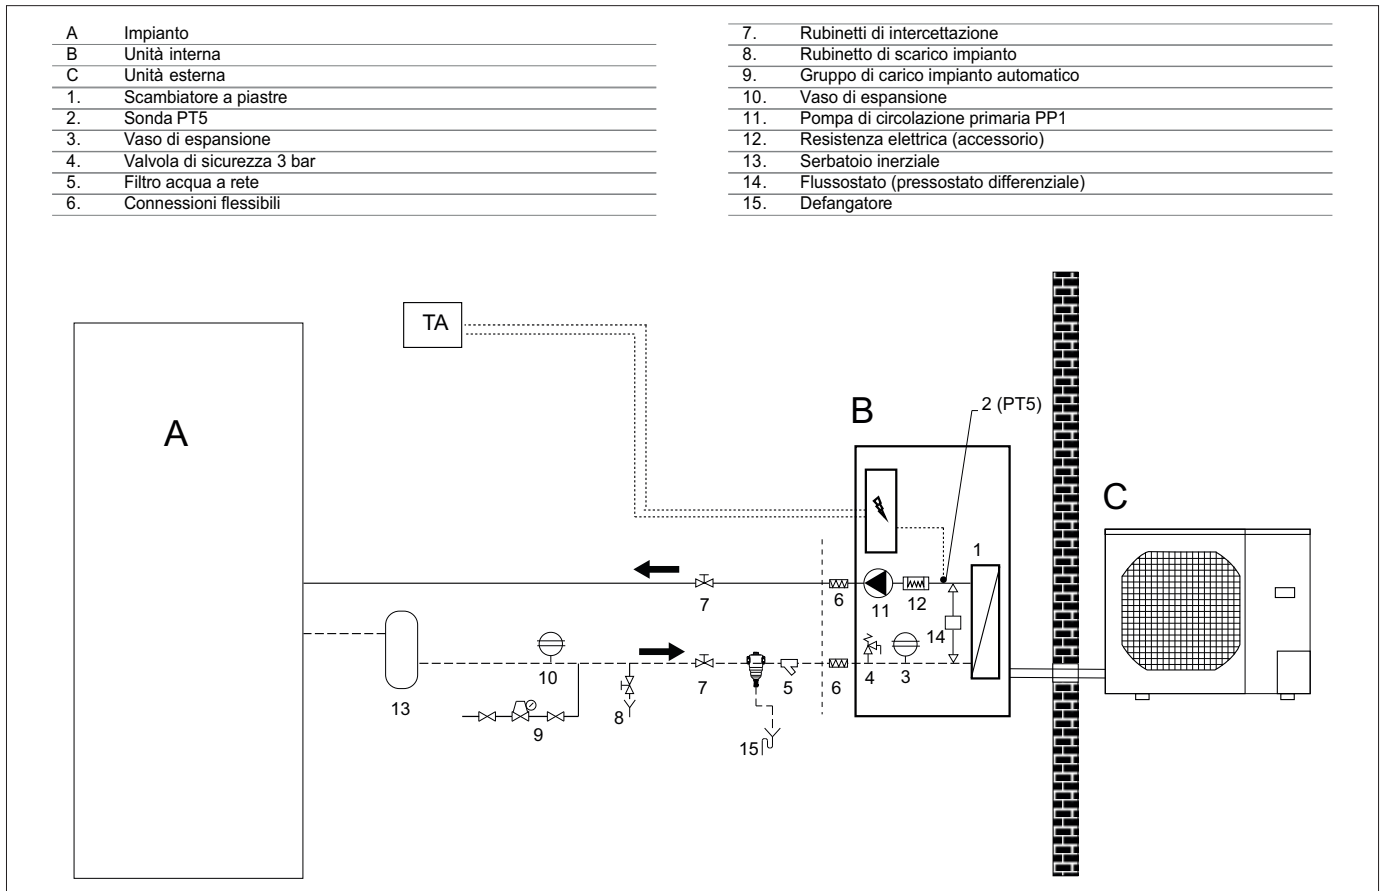 A Impianto
B Unità interna
C Unità esterna
1. Scambiatore a piastre
2. Sonda PT5
3. Vaso di espansione
4. Valvola di sicurezza 3 bar
5. Filtro acqua a rete
6. Connessioni flessibili
7. Rubinetti di intercettazione
8. Rubinetto di scarico impianto
9. Gruppo di carico impianto automatico
10. Vaso di espansione
11. Pompa di circolazione primaria PP1
12. Resistenza elettrica (accessorio)
13. Serbatoio inerziale
14. Flussostato (pressostato differenziale)
15. Defangatore
TA
A
B
2 (PT5)
C
1
7
6
11
12
14
10
7
5
6
4
3
13
9
8
15